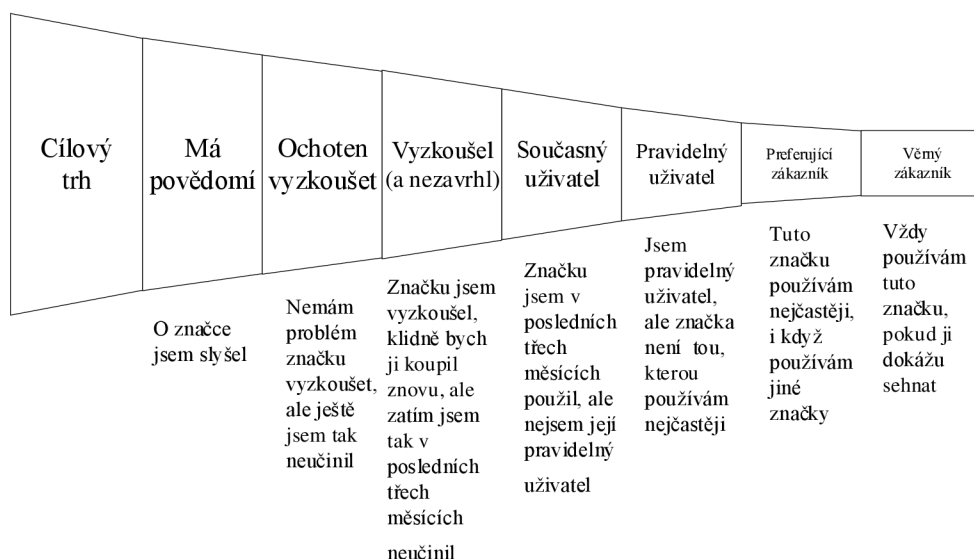 Cílový
trh
Má
povědomí
Ochoten
vyzkoušet
Vyzkoušel
(a nezavrhl)
Současný
uživatel
Pravidelný
uživatel
Preferující
zákazník
Věrný
zákazník
O značce
jsem slyšel
Nemám
problém
značku
vyzkoušet,
ale ještě
jsem tak
neučinil
Značku jsem
vyzkoušel,
klidně bych
ji koupil
znovu, ale
zatím jsem
tak v
posledních
třech
měsících
neučinil
Značku
jsem v
posledních
třech
měsících
použil, ale
nejsem její
pravidelný
uživatel
Jsem
pravidelný
uživatel,
ale značka
není tou,
kterou
používám
nejčastěji
Tuto
značku
používám
nejčastěji,
i když
používám
jiné
značky
Vždy
používám
tuto
značku,
pokud ji
dokážu
sehnat